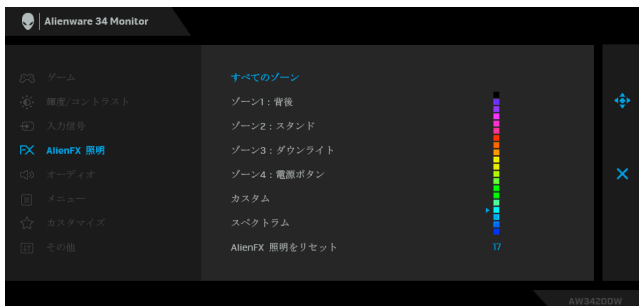 Alienware 34 Monitor
ゲーム
輝度/コントラスト
入力信号
FX AlienFX 照明
オーディオ
メニュー
カスタマイズ
その他
すべてのゾーン
ゾーン1：背後
ゾーン2：スタンド
ゾーン3：ダウンライト
ゾーン4：電源ボタン
カスタム
スペクトラム
AlienFX 照明をリセット
17
AW3420DW